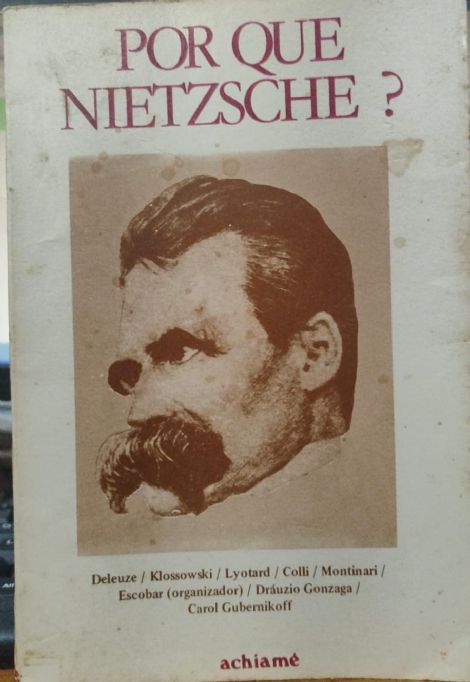 POR QUE
NIETZSCHE ?
Deleuze / Klossowski / Lyotard / Colli / Montinari /
Escobar (organizador) / Dráuzio Gonzaga /
Carol Gubernikoff
achiamé